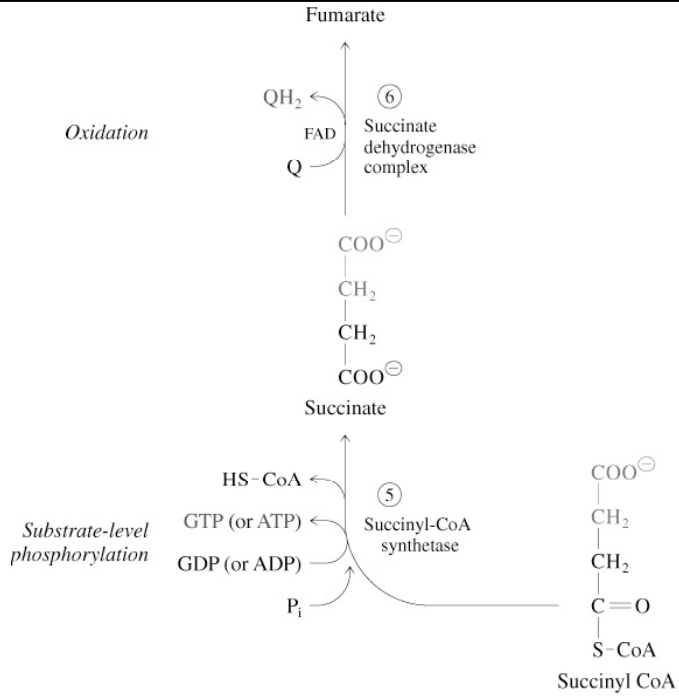 Fumarate
QH₂
⑥
Oxidation
FAD
Succinate
dehydrogenase
complex
Q
COO⊖
CH₂
CH₂
COO⊖
Succinate
HS-CoA
⑤
GTP (or ATP)
Succinyl-CoA
synthetase
Substrate-level
phosphorylation
GDP (or ADP)
Pᵢ
COO⊖
CH₂
CH₂
C=O
S-CoA
Succinyl CoA